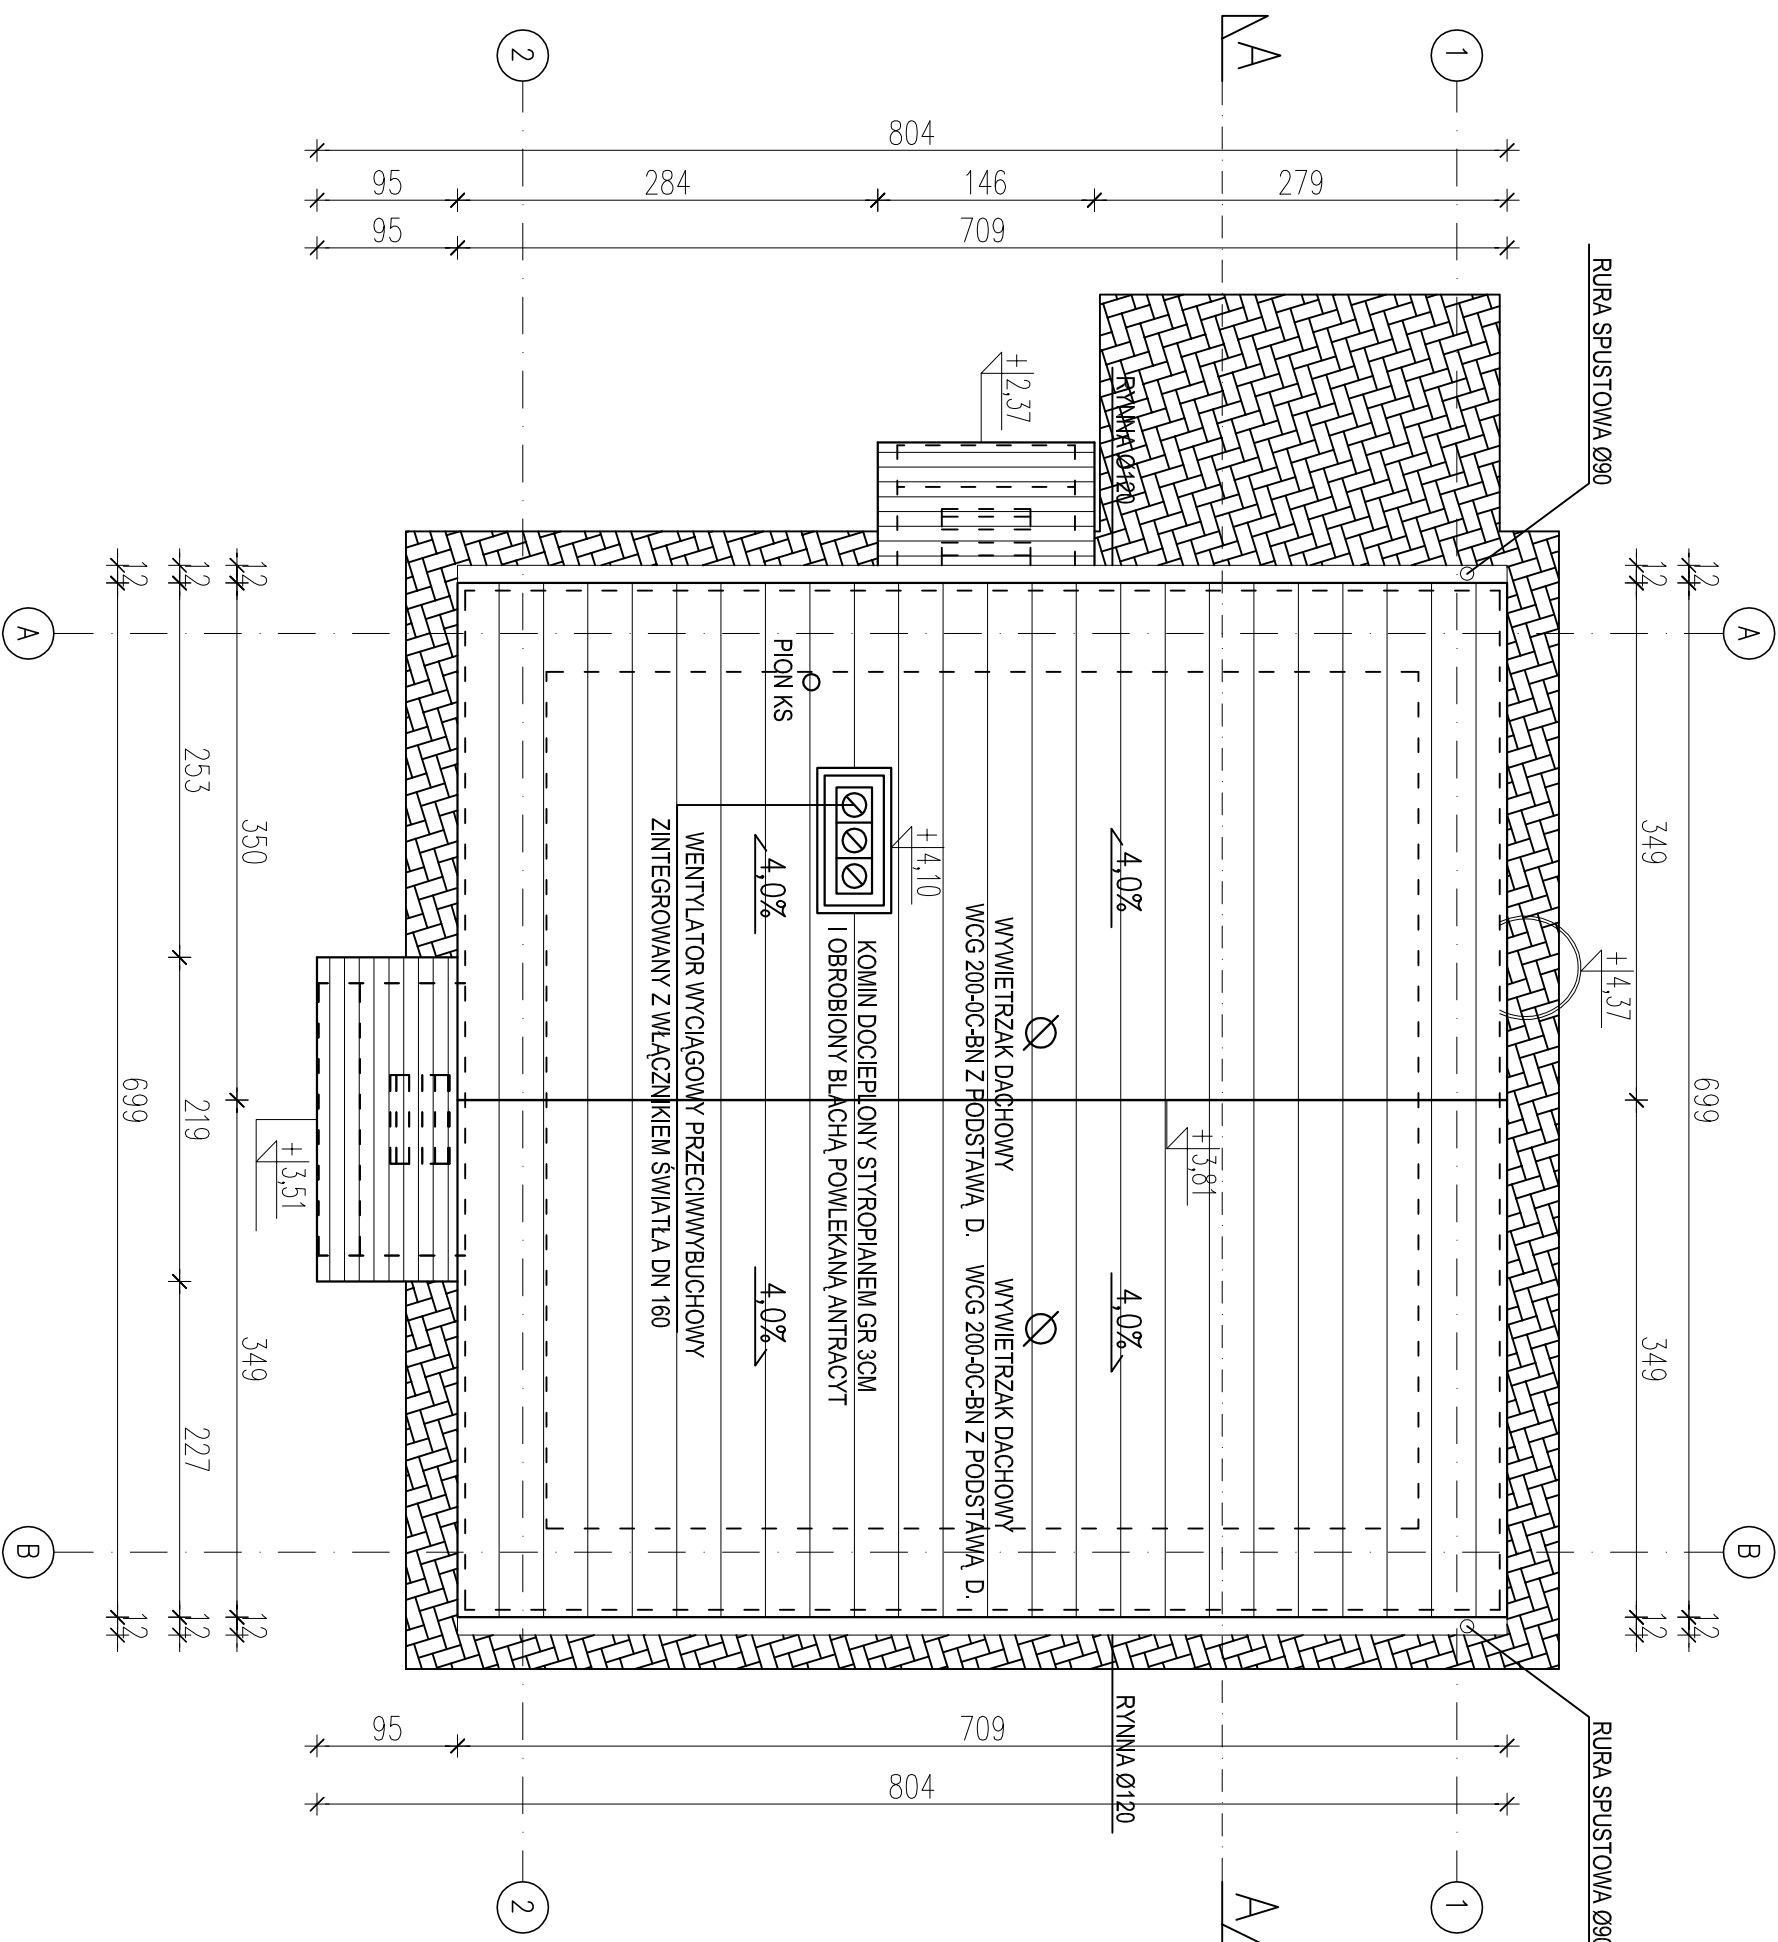 2
A
1
804
95
284
146
279
95
709
RURA SPUSTOWA Ø90
+2,37
RYNNA Ø120
12
12
12
12
12
A
A
PION KS
253
350
349
4,0%
+4,10
4,0%
WENTYLATOR WYCIĄGOWY PRZECIWWYBUCHOWY
ZINTEGROWANY Z WŁĄCZNIKIEM ŚWIATŁA DN 160
KOMIN DOCIEPLONY STYROPIANEM GR 3CM
I OBROBIONY BLACHĄ POWLEKANĄ ANTRACYT
WYWIETRZAK DACHOWY
WCG 200-0C-BN Z PODSTAWĄ D.
+4,37
699
219
699
+3,51
+3,81
WYWIETRZAK DACHOWY
WCG 200-0C-BN Z PODSTAWĄ D.
4,0%
4,0%
349
349
227
B
B
12
12
12
12
12
RYNNA Ø120
RURA SPUSTOWA Ø90
95
709
804
2
A
1